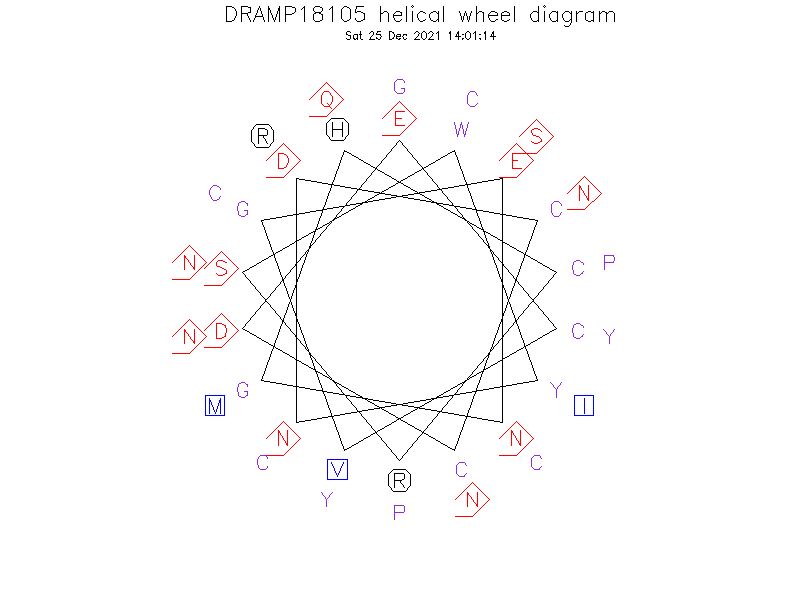 DRAMP18105 helical wheel diagram
Sat 25 Dec 2021 14:01:14
G
Q C
E
R H W S
D E
C G C N
N S C P
N D C Y
M G Y I
N N
C V C C
R
Y P N